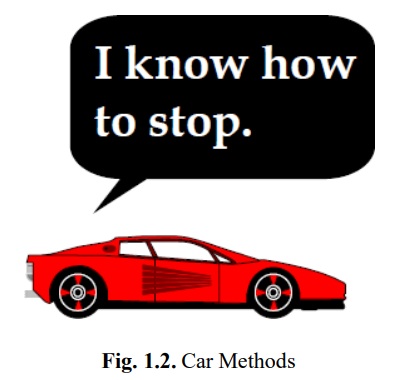 I know how
to stop.
Fig. 1.2. Car Methods